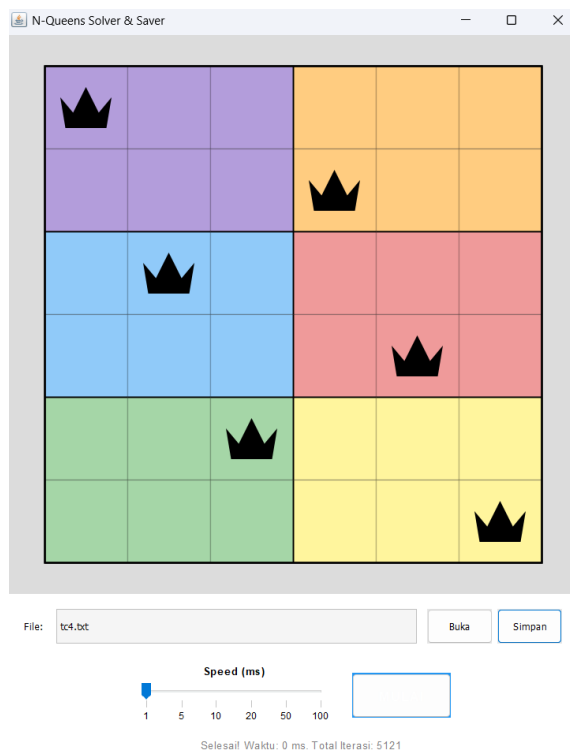 N-Queens Solver & Saver
File: tc4.txt Buka Simpan
Speed (ms)
1 5 10 20 50 100
Selesai! Waktu: 0 ms. Total Iterasi: 5121